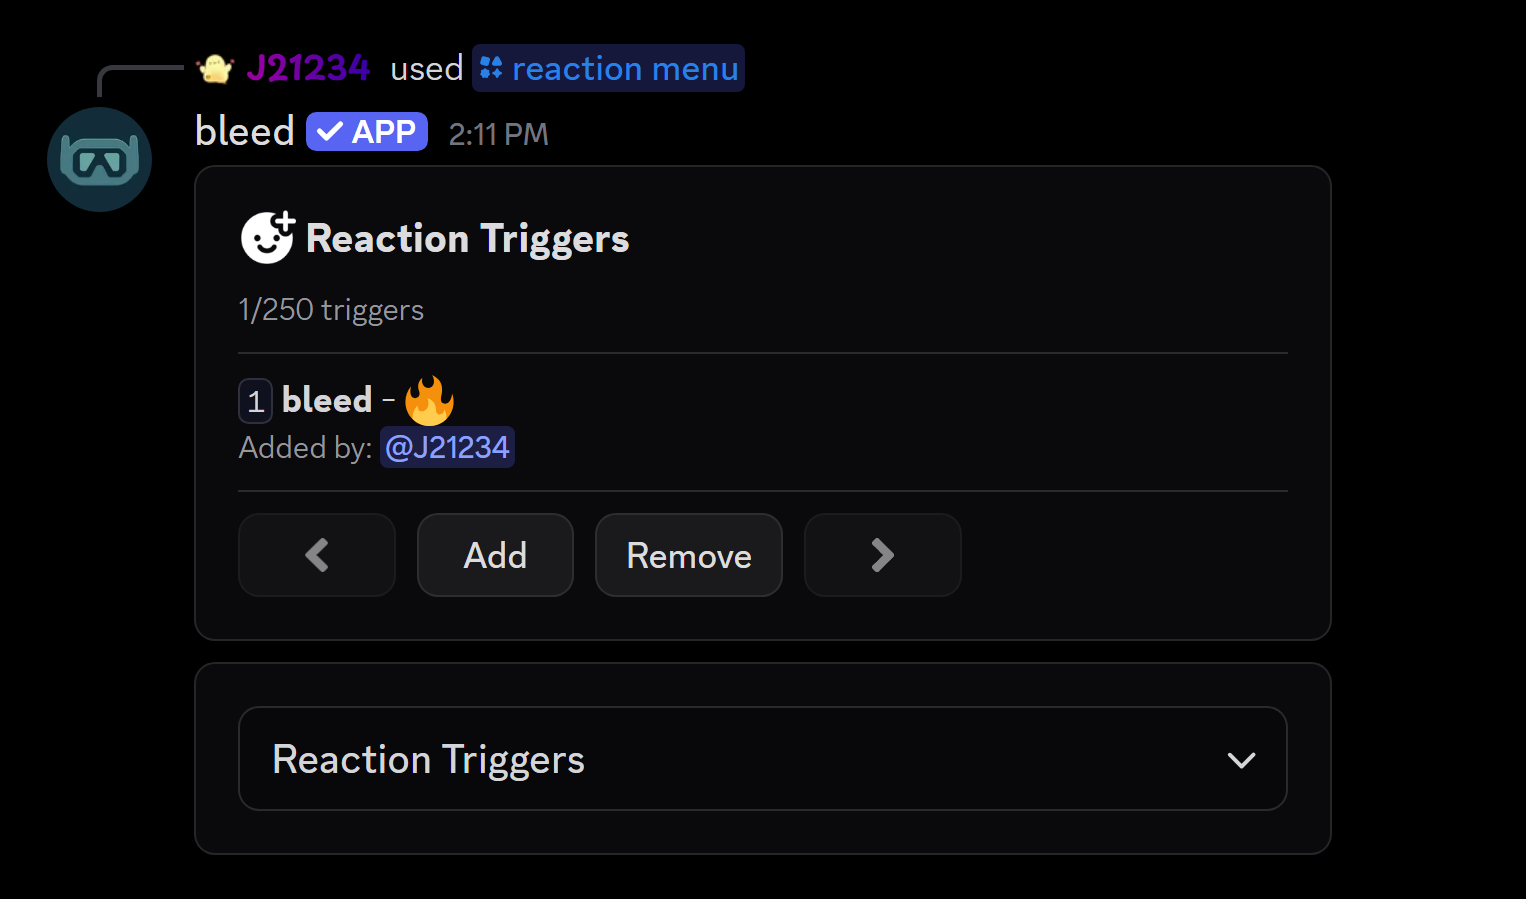 J21234 used reaction menu
bleed APP 2:11 PM
Reaction Triggers
1/250 triggers
1 bleed - 🔥
Added by: @J21234
Add Remove
Reaction Triggers